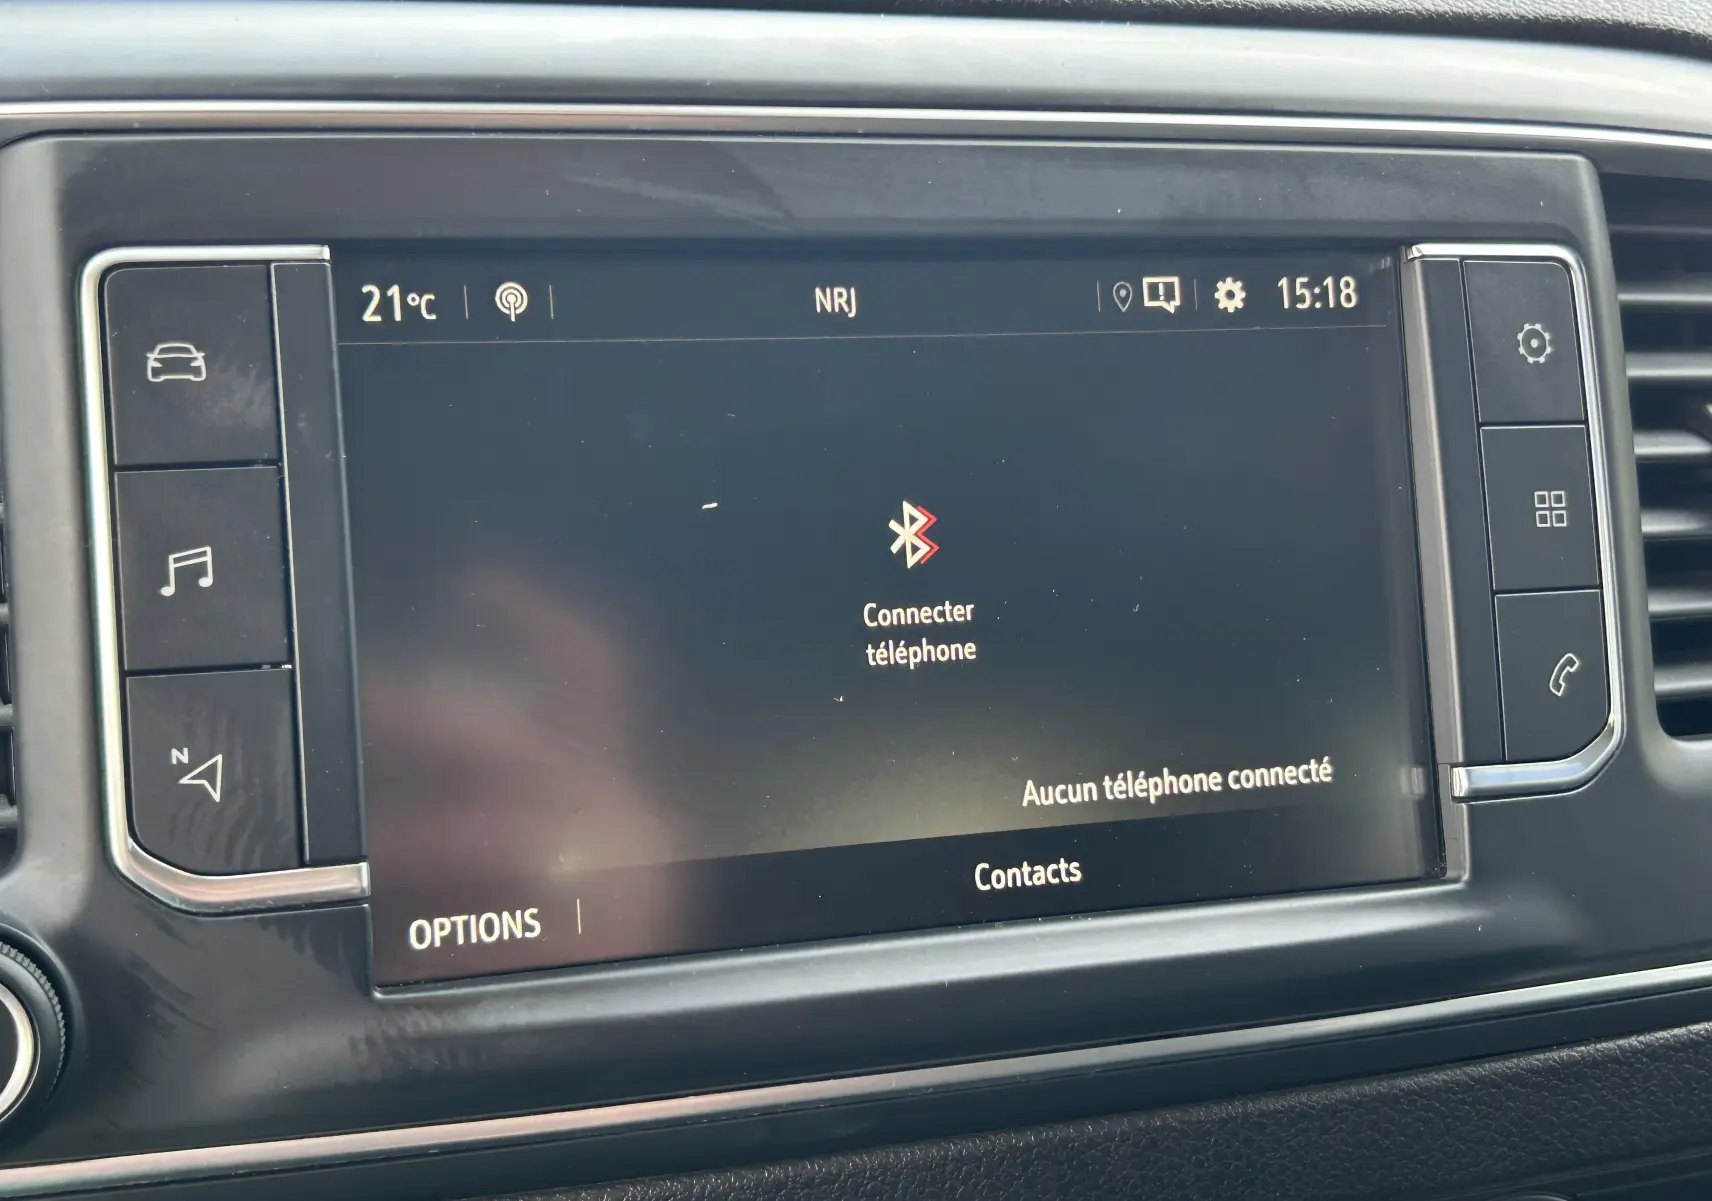 21°C
NRJ
15:18
Connecter
téléphone
Aucun téléphone connecté
Contacts
OPTIONS
N